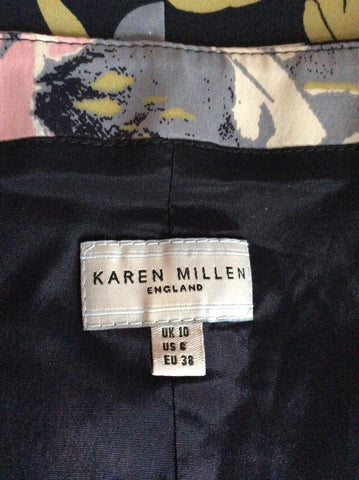 KAREN MILLEN
ENGLAND
UK 10
US 6
EU 38